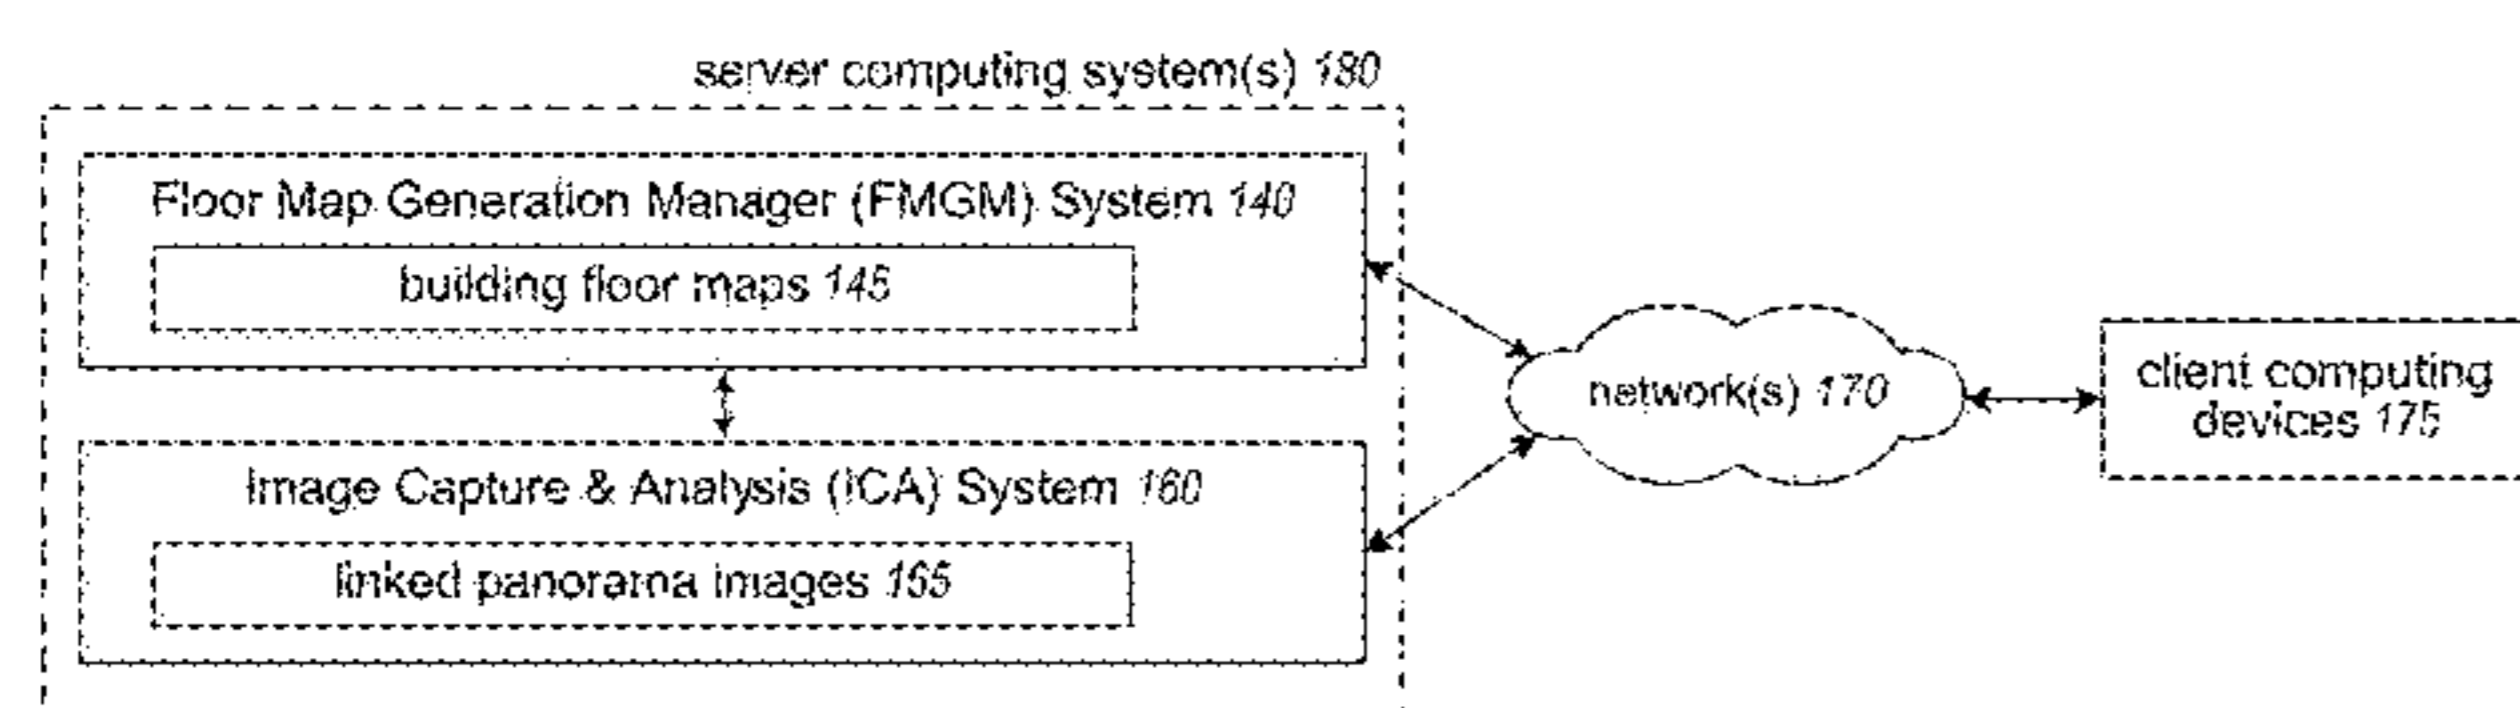 server computing system(s) 180
Floor Map Generation Manager (FMGM) System 140
building floor maps 145
Image Capture & Analysis (ICA) System 160
linked panorama images 165
network(s) 170
client computing
devices 175